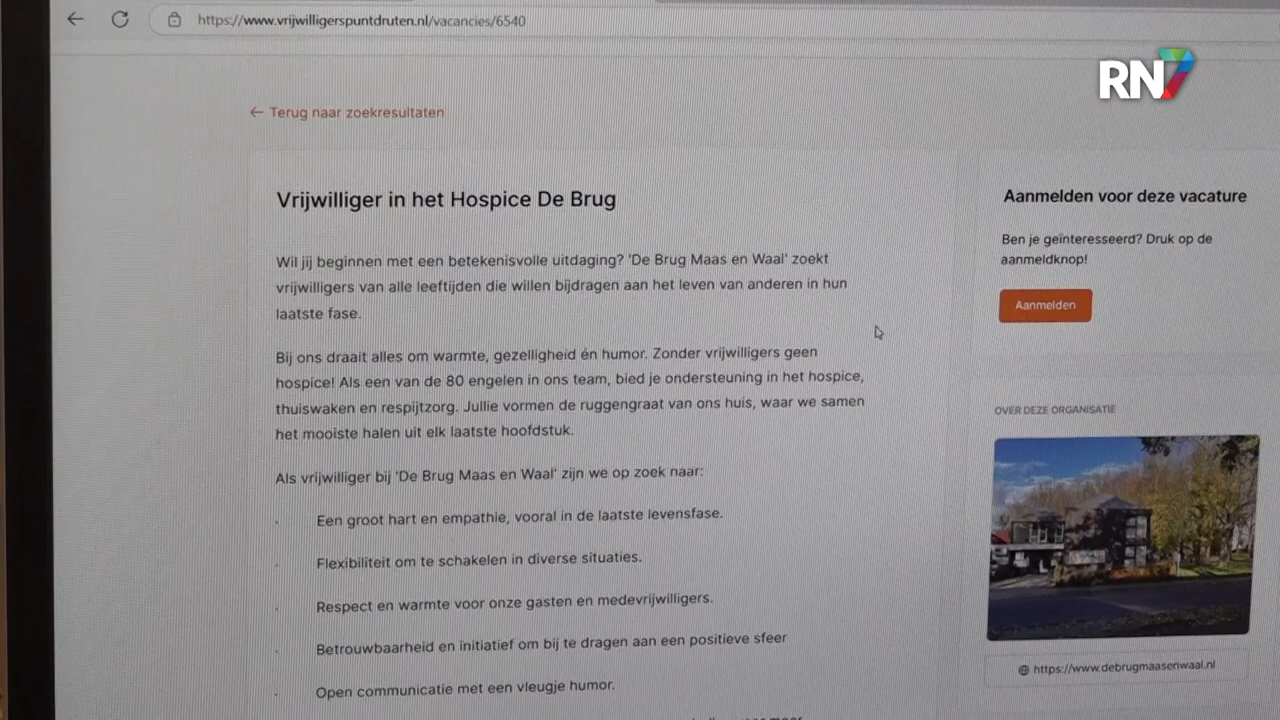 https://www.vrijwilligerspuntdruten.nl/vacancies/6540
RN7
← Terug naar zoekresultaten
Vrijwilliger in het Hospice De Brug
Wil jij beginnen met een betekenisvolle uitdaging? 'De Brug Maas en Waal' zoekt
vrijwilligers van alle leeftijden die willen bijdragen aan het leven van anderen in hun
laatste fase.
Bij ons draait alles om warmte, gezelligheid én humor. Zonder vrijwilligers geen
hospice! Als een van de 80 engelen in ons team, bied je ondersteuning in het hospice,
thuiswaken en respijtzorg. Jullie vormen de ruggengraat van ons huis, waar we samen
het mooiste halen uit elk laatste hoofdstuk.
Als vrijwilliger bij 'De Brug Maas en Waal' zijn we op zoek naar:
· Een groot hart en empathie, vooral in de laatste levensfase.
· Flexibiliteit om te schakelen in diverse situaties.
· Respect en warmte voor onze gasten en medevrijwilligers.
· Betrouwbaarheid en initiatief om bij te dragen aan een positieve sfeer
· Open communicatie met een vleugje humor.
Aanmelden voor deze vacature
Ben je geïnteresseerd? Druk op de
aanmeldknop!
Aanmelden
OVER DEZE ORGANISATIE
https://www.debrugmaasenwaal.nl